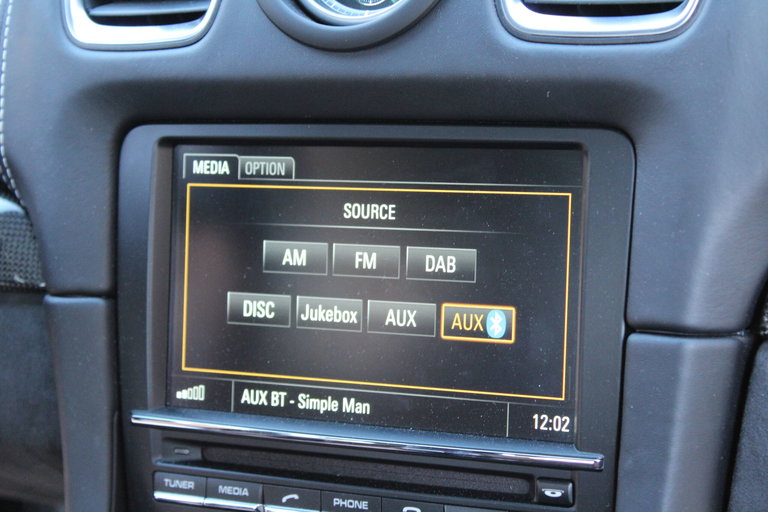 MEDIA OPTION
SOURCE
AM FM DAB
DISC Jukebox AUX AUX
AUX BT - Simple Man
12:02
TUNER MEDIA PHONE